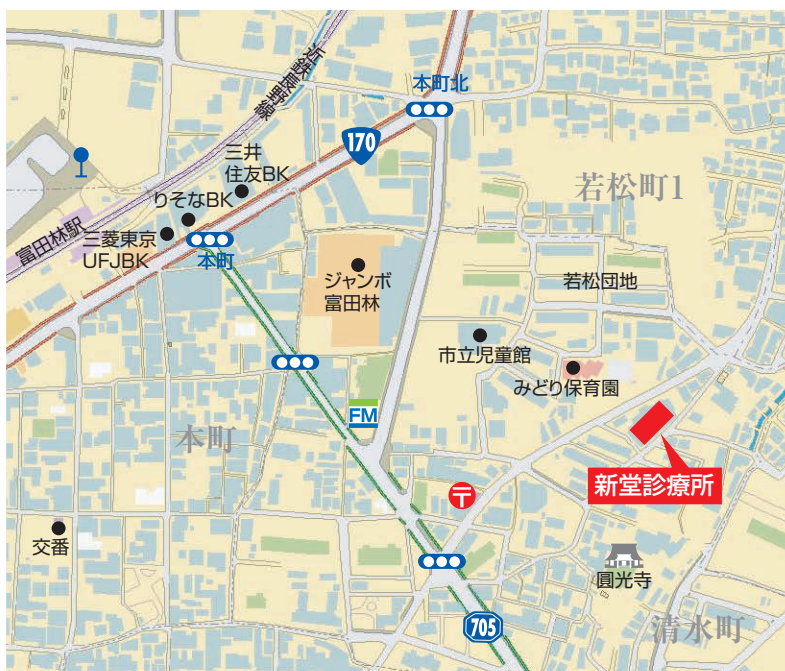 近鉄長野線
本町北
170
三井
住友BK
りそなBK
若松町1
富田林駅
三菱東京
UFJBK
本町
ジャンボ
富田林
若松団地
市立児童館
みどり保育園
FM
本町
新堂診療所
〒
交番
圓光寺
705
清水町